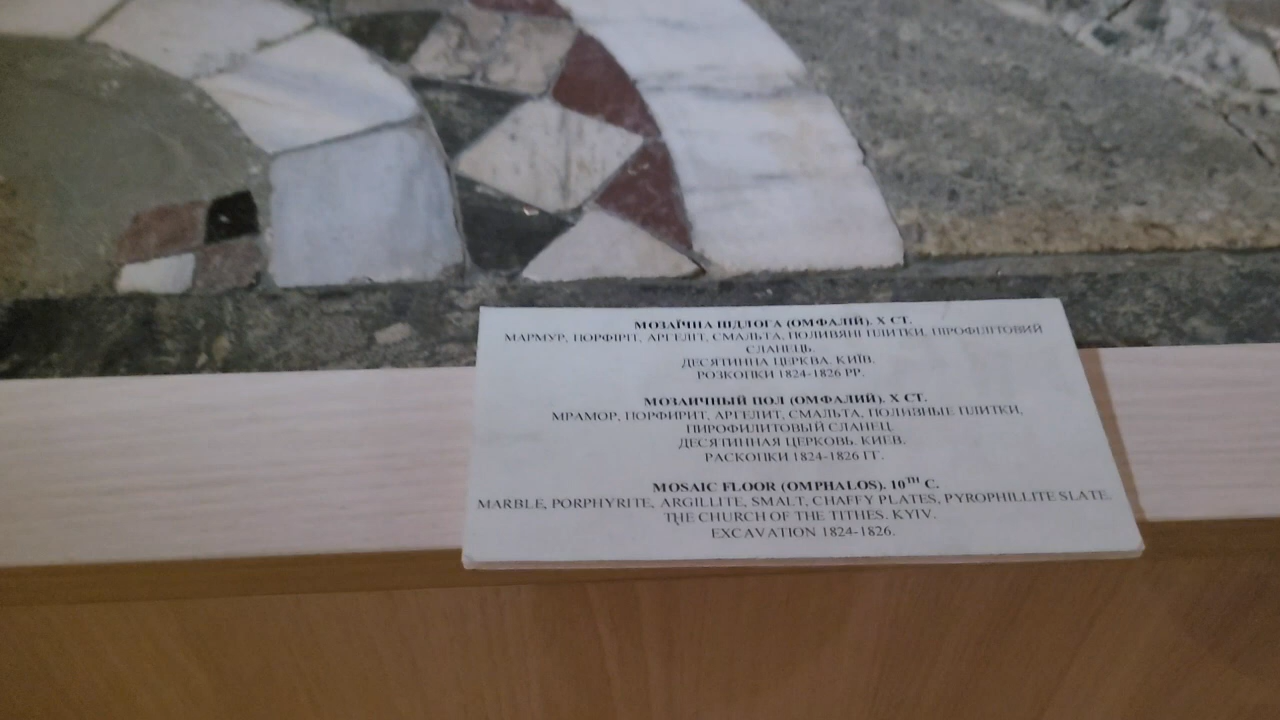 МОЗАЇЧНА ПІДЛОГА (ОМФАЛІЙ). X СТ.
МАРМУР, ПОРФІРІТ, АРГЕЛІТ, СМАЛЬТА, ПОЛИВЯНІ ПЛИТКИ, ПІРОФІЛІТОВИЙ
СЛАНЕЦЬ.
ДЕСЯТИННА ЦЕРКВА. КИЇВ.
РОЗКОПКИ 1824-1826 РР.
МОЗАИЧНЫЙ ПОЛ (ОМФАЛИЙ). X СТ.
МРАМОР, ПОРФИРИТ, АРГЕЛИТ, СМАЛЬТА, ПОЛИВНЫЕ ПЛИТКИ,
ПИРОФИЛИТОВЫЙ СЛАНЕЦ.
ДЕСЯТИННАЯ ЦЕРКОВЬ. КИЕВ.
РАСКОПКИ 1824-1826 ГГ.
MOSAIC FLOOR (OMPHALOS). 10TH C.
MARBLE, PORPHYRITE, ARGILLITE, SMALT, CHAFFY PLATES, PYROPHILLITE SLATE.
THE CHURCH OF THE TITHES. KYIV.
EXCAVATION 1824-1826.